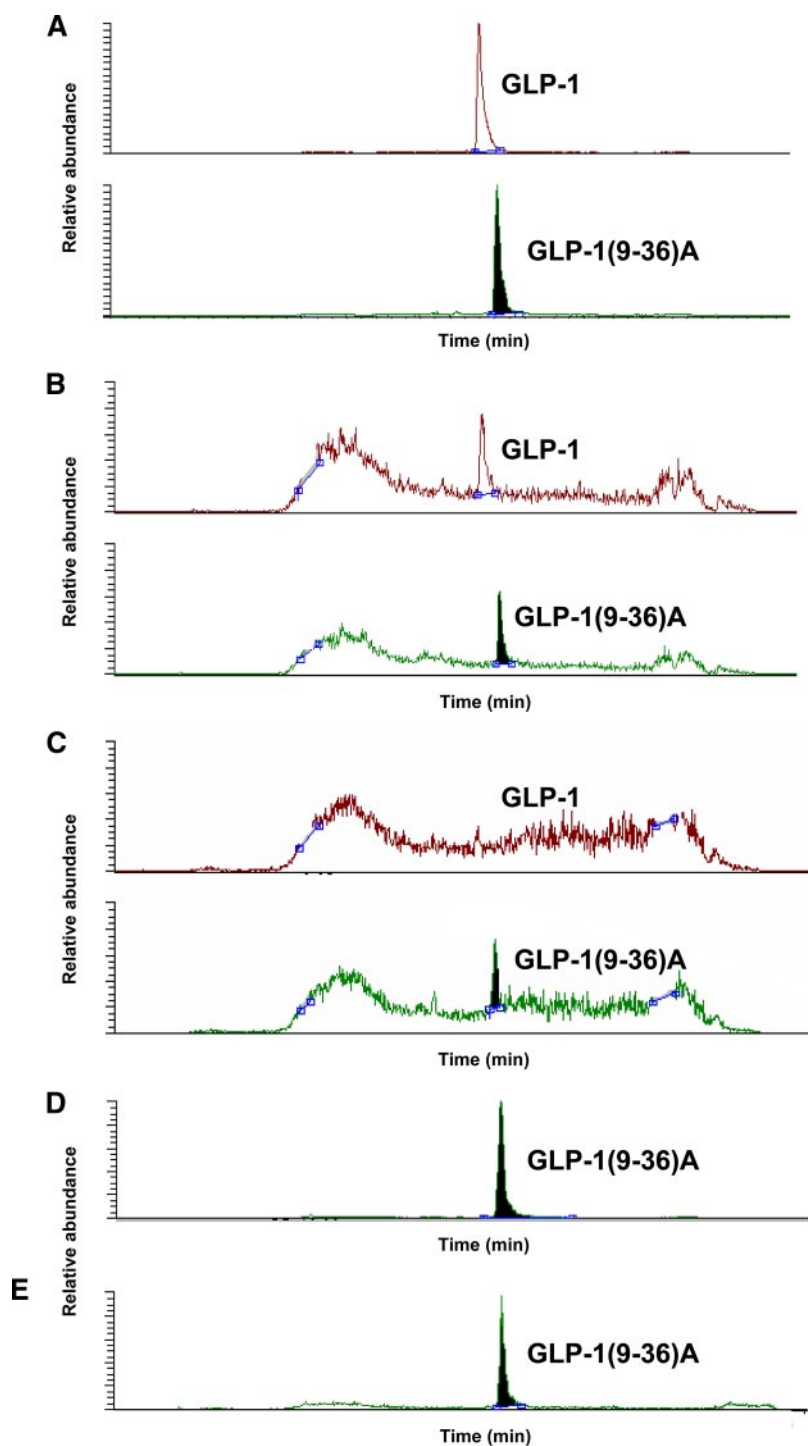 A
GLP-1
Relative abundance
GLP-1(9-36)A
Time (min)
B
GLP-1
Relative abundance
GLP-1(9-36)A
Time (min)
C
GLP-1
Relative abundance
GLP-1(9-36)A
Time (min)
D
GLP-1(9-36)A
Relative abundance
Time (min)
E
GLP-1(9-36)A
Time (min)